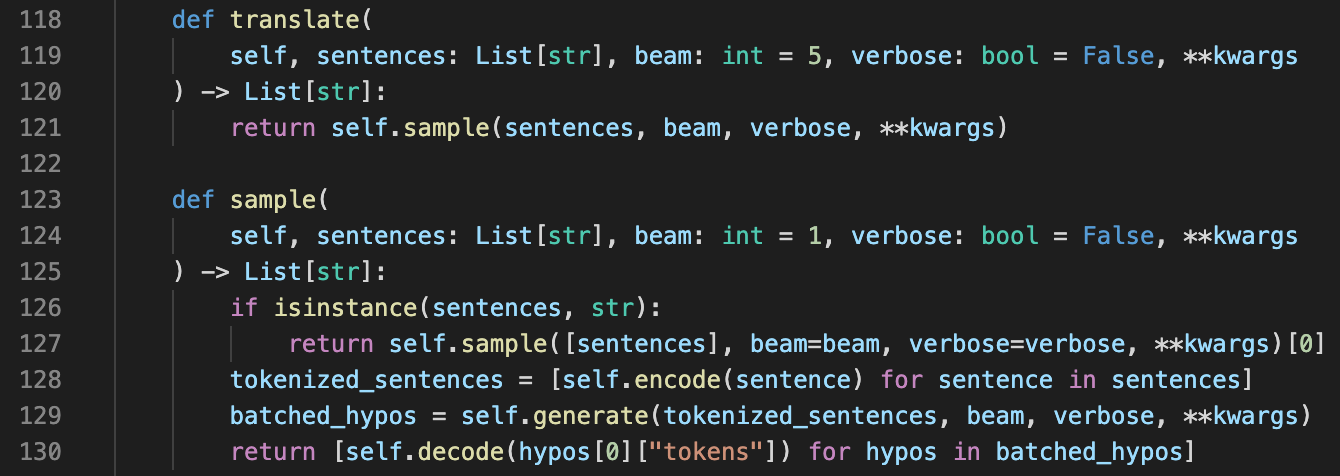 118 def translate(
119 self, sentences: List[str], beam: int = 5, verbose: bool = False, **kwargs
120 ) -> List[str]:
121 return self.sample(sentences, beam, verbose, **kwargs)
122
123 def sample(
124 self, sentences: List[str], beam: int = 1, verbose: bool = False, **kwargs
125 ) -> List[str]:
126 if isinstance(sentences, str):
127 return self.sample([sentences], beam=beam, verbose=verbose, **kwargs)[0]
128 tokenized_sentences = [self.encode(sentence) for sentence in sentences]
129 batched_hypos = self.generate(tokenized_sentences, beam, verbose, **kwargs)
130 return [self.decode(hypos[0]["tokens"]) for hypos in batched_hypos]